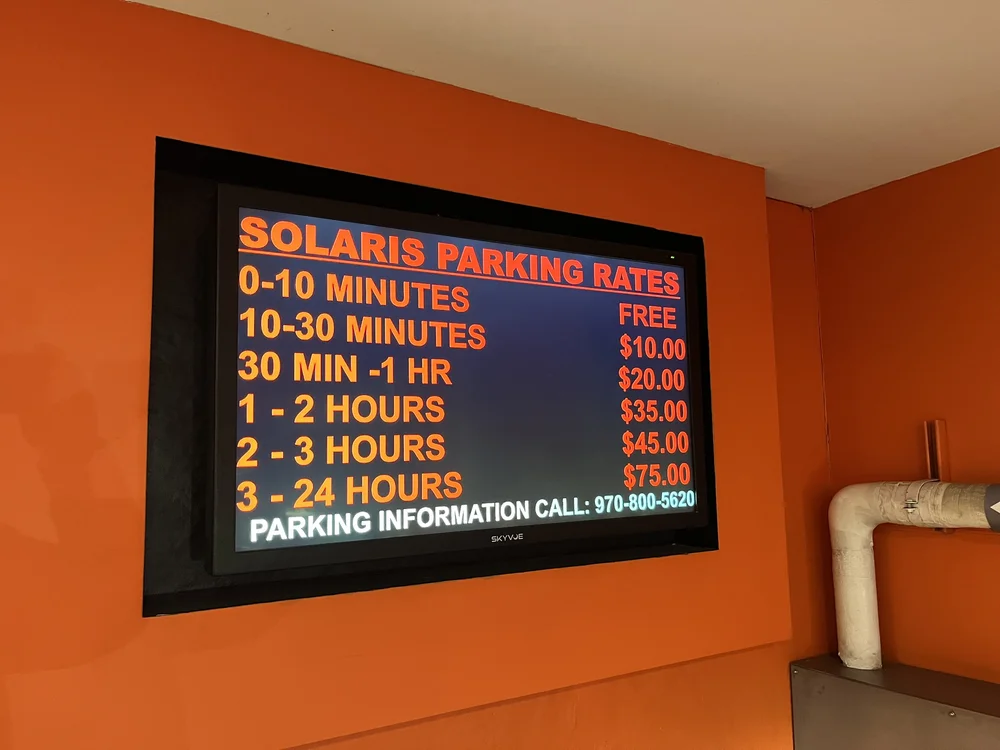 SOLARIS PARKING RATES
0-10 MINUTES FREE
10-30 MINUTES $10.00
30 MIN -1 HR $20.00
1 - 2 HOURS $35.00
2 - 3 HOURS $45.00
3 - 24 HOURS $75.00
PARKING INFORMATION CALL: 970-800-5620
SKYVUE